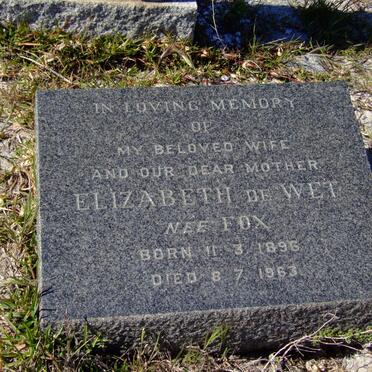 IN LOVING MEMORY
OF
MY BELOVED WIFE
AND OUR DEAR MOTHER
ELIZABETH DE WET
NEE FOX
BORN 11 3 1896
DIED 8 7 1963